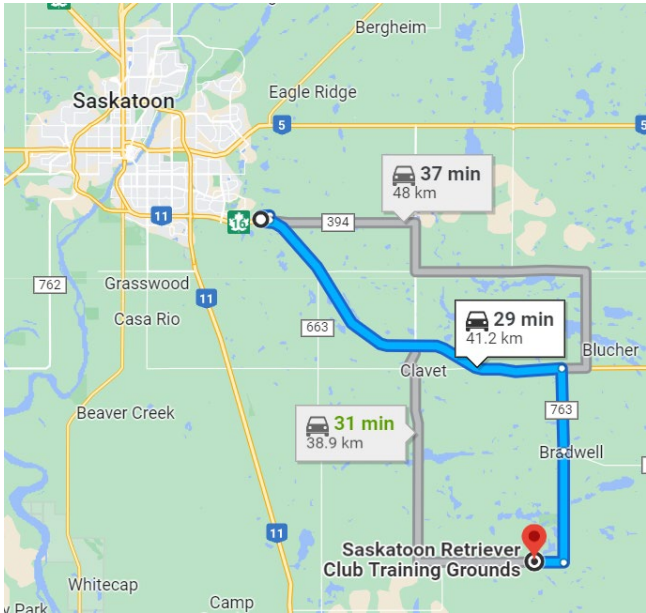 Bergheim
Saskatoon
Eagle Ridge
5
5
37 min
48 km
11
16
394
762
Grasswood
11
Casa Rio
663
29 min
41.2 km
Blucher
Clavet
763
Beaver Creek
31 min
38.9 km
Bradwell
11
Saskatoon Retriever
Club Training Grounds
Whitecap
Camp
Park